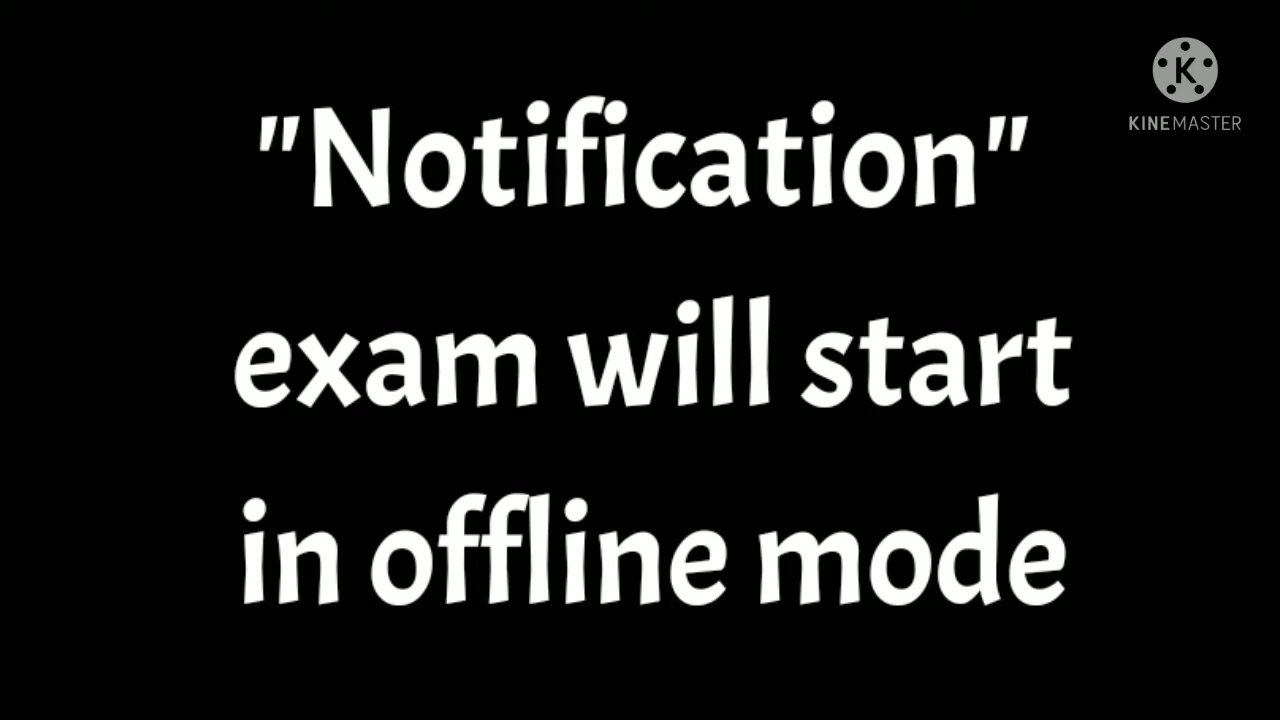 "Notification"
KINEMASTER
exam will start
in offline mode